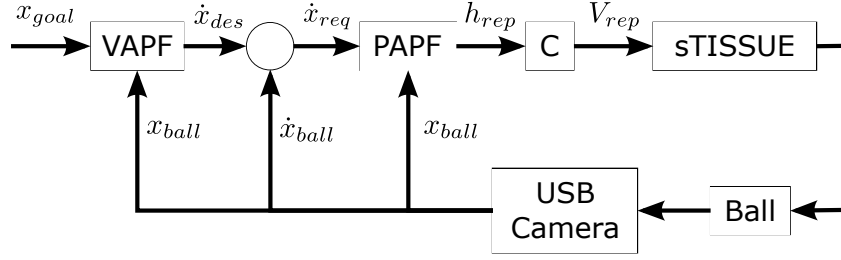 x_goal
ẋ_des
ẋ_req
h_rep
V_rep
VAPF
PAPF
C
sTISSUE
x_ball
ẋ_ball
x_ball
USB
Camera
Ball